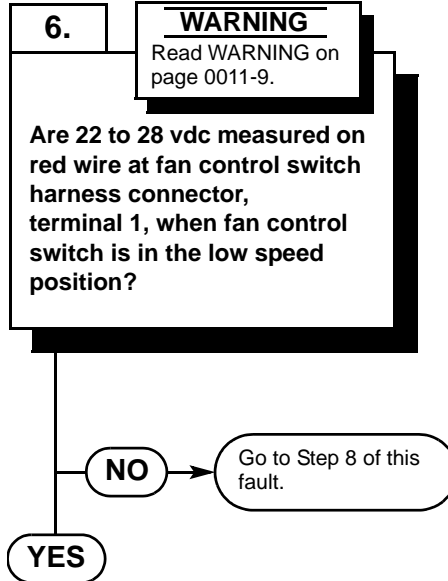 6.
WARNING
Read WARNING on
page 0011-9.
Are 22 to 28 vdc measured on
red wire at fan control switch
harness connector,
terminal 1, when fan control
switch is in the low speed
position?
NO
Go to Step 8 of this
fault.
YES